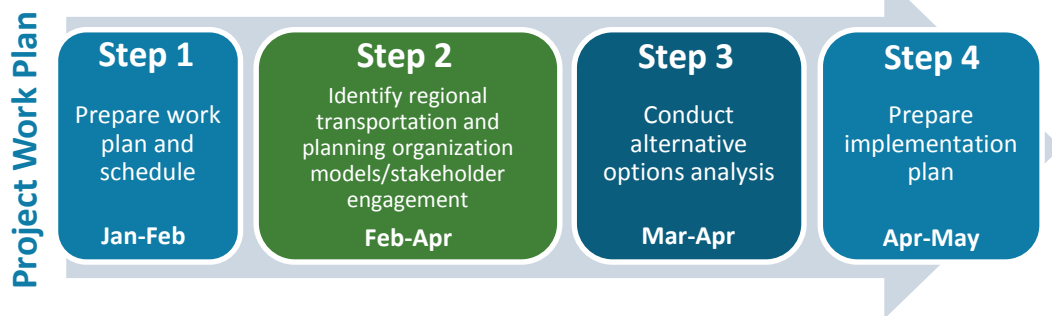 Project Work Plan
Step 1
Prepare work
plan and
schedule
Jan-Feb
Step 2
Identify regional
transportation and
planning organization
models/stakeholder
engagement
Feb-Apr
Step 3
Conduct
alternative
options analysis
Mar-Apr
Step 4
Prepare
implementation
plan
Apr-May